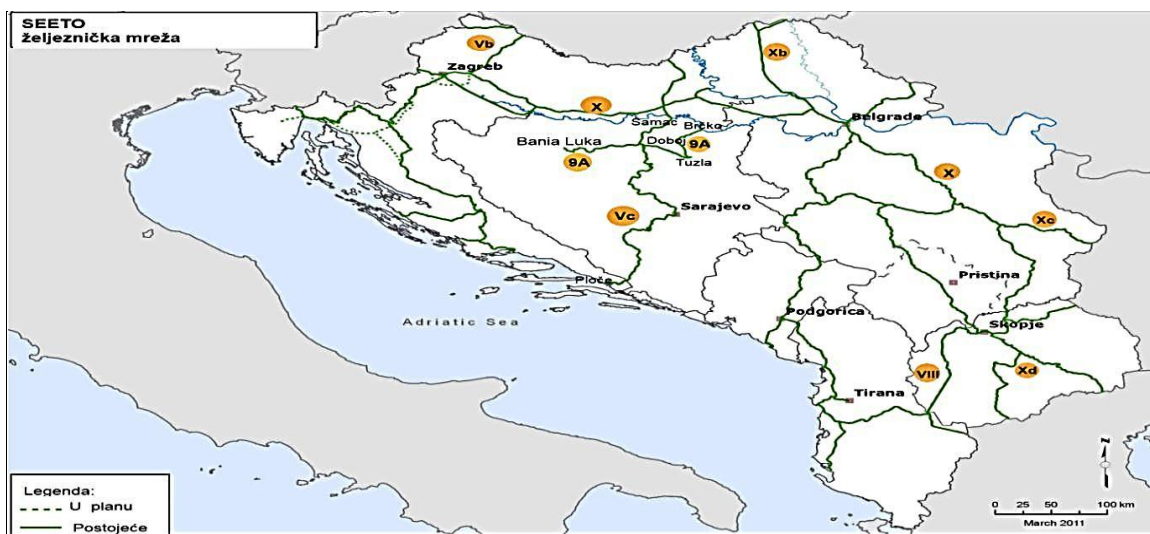 SEETO
željeznička mreža
Vb
Xb
Zagreb
X
Samac
Brčko
Belgrade
Bania Luka
Doboj
9A
9A
Tuzla
X
Vc
Sarajevo
Xc
Ploče
Pristina
Adriatic Sea
Podgorica
Skopje
VIII
Xd
Tirana
N
Legenda:
U planu
Postojeće
0 25 50 100 km
March 2011